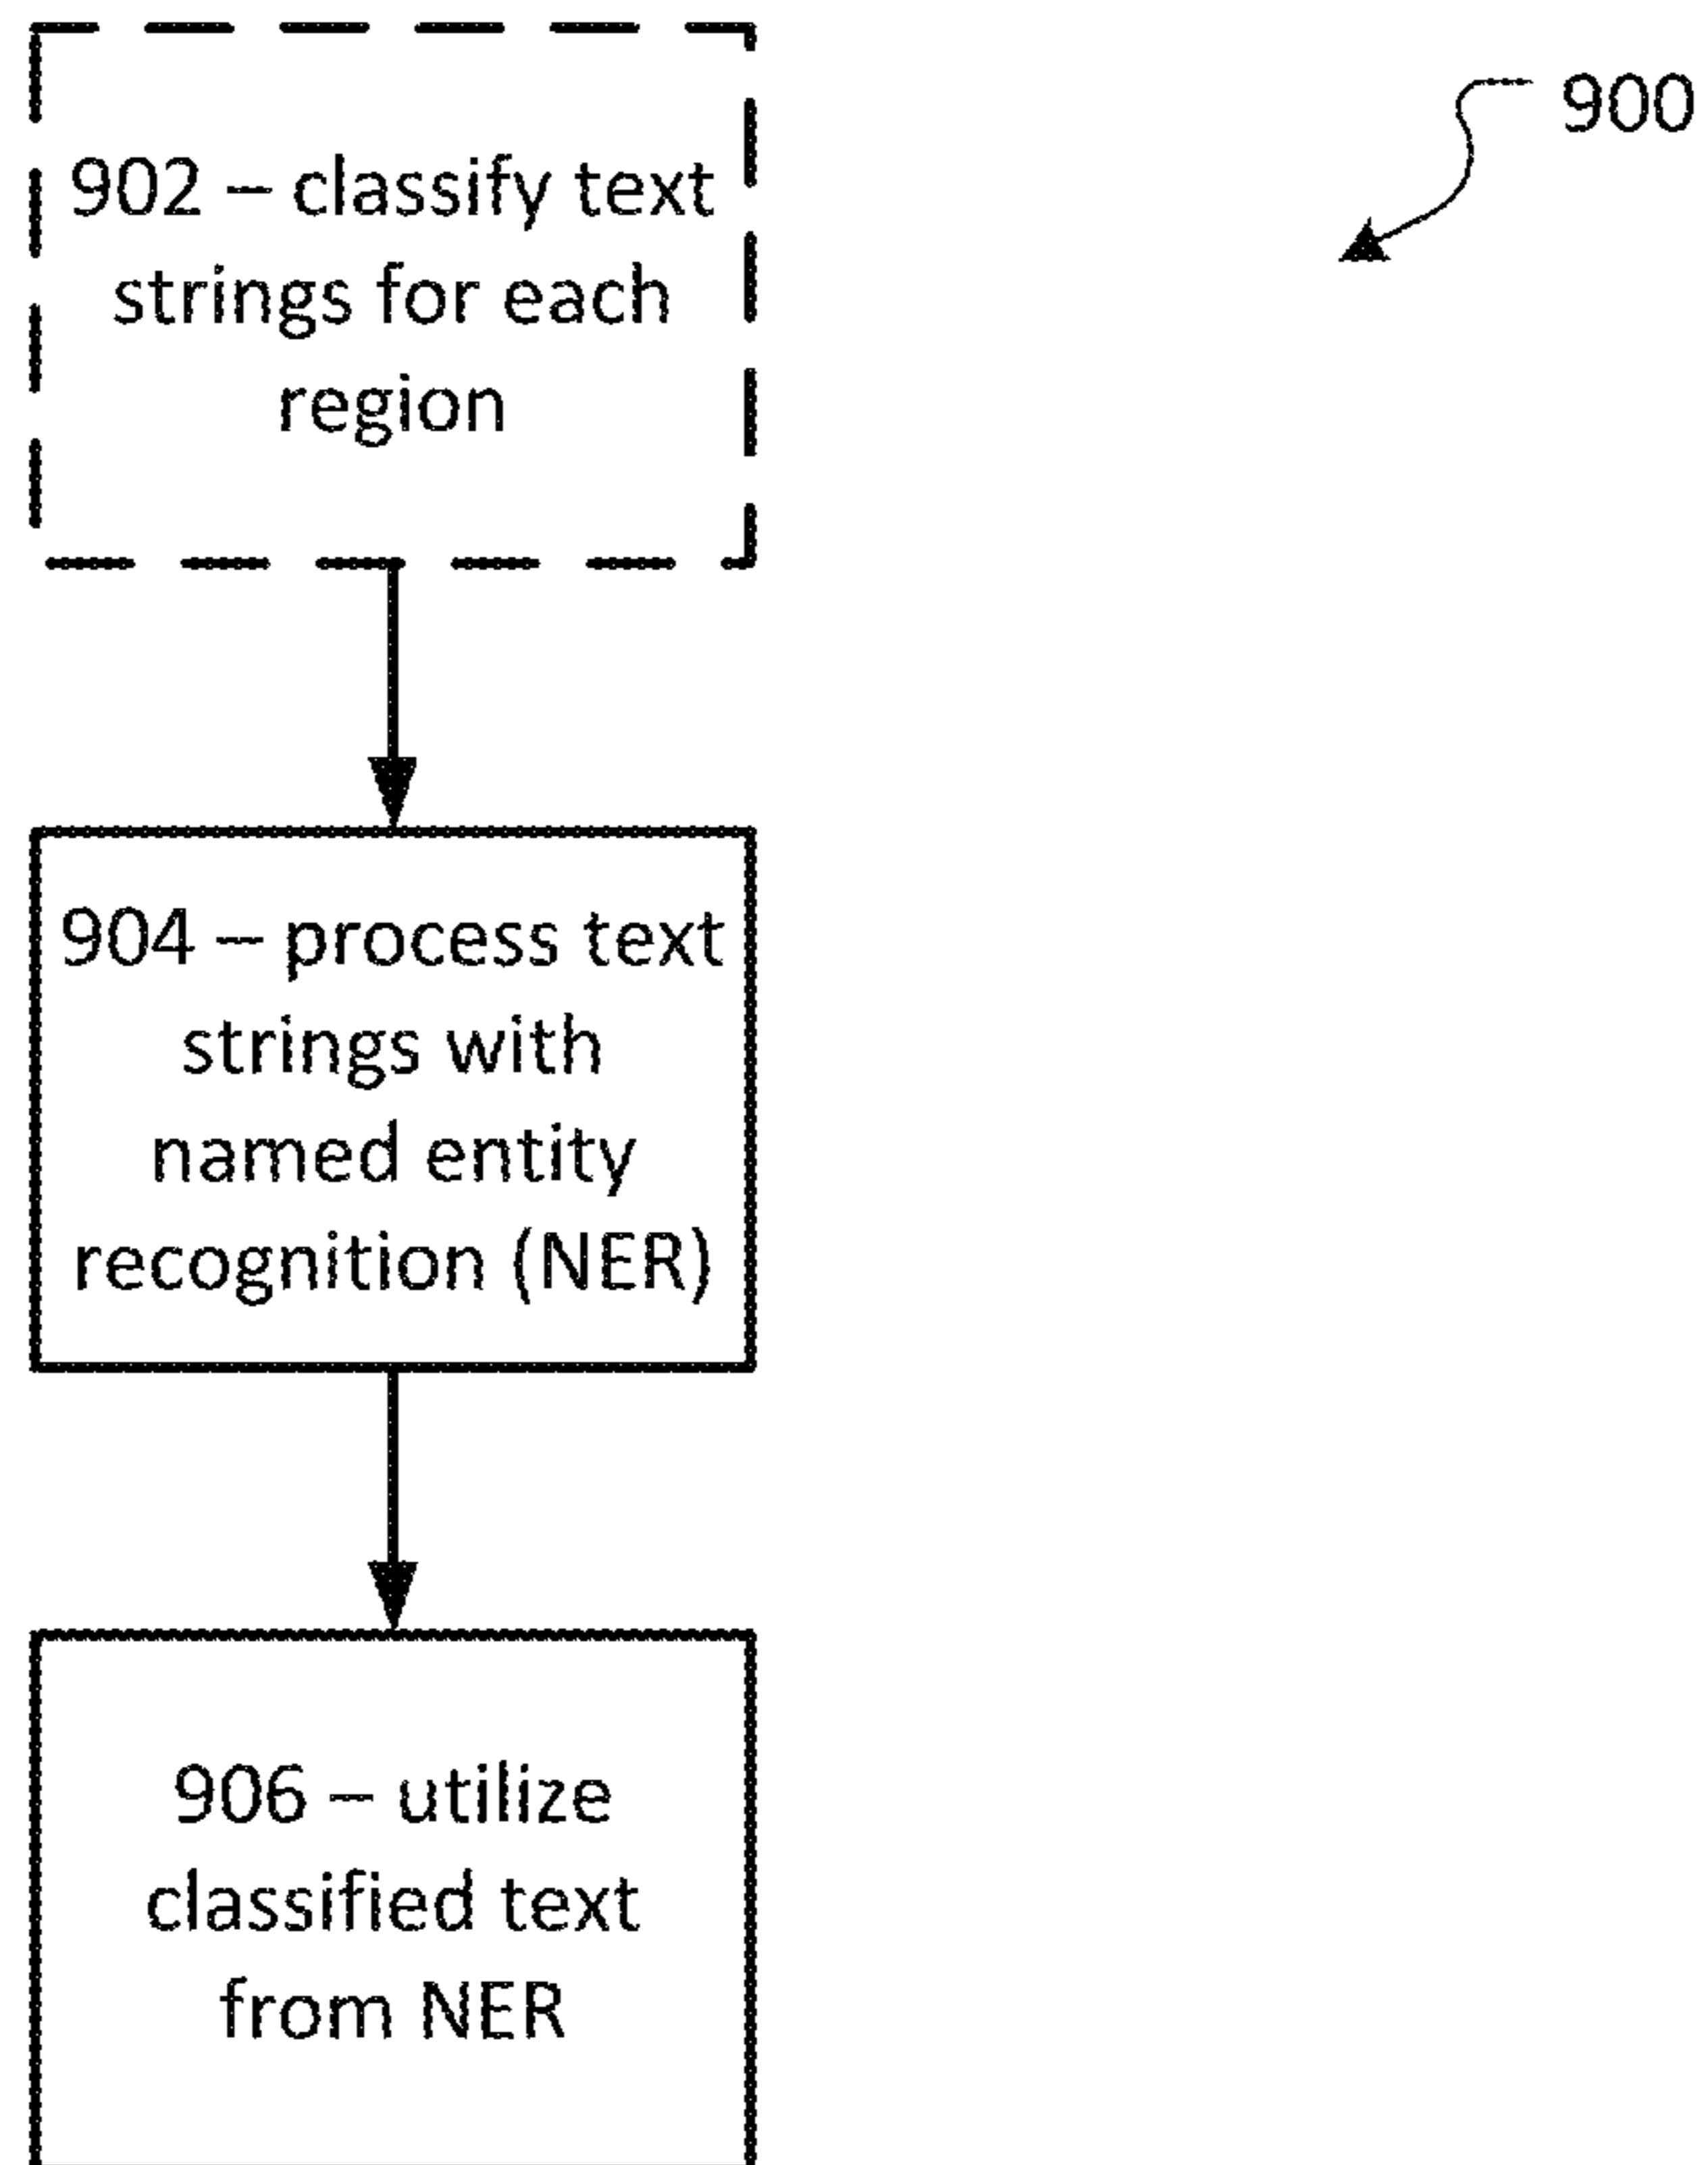 900
902 – classify text
strings for each
region
904 – process text
strings with
named entity
recognition (NER)
906 – utilize
classified text
from NER